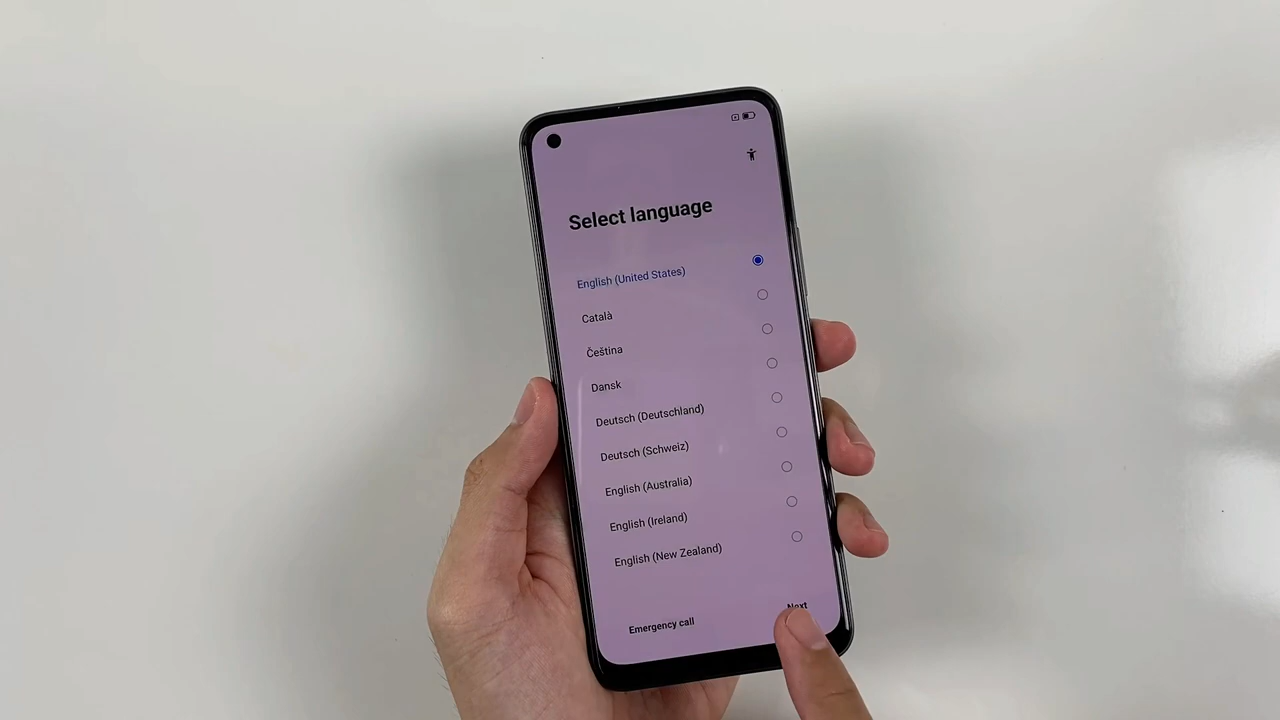 Select language
English (United States)
Català
Čeština
Dansk
Deutsch (Deutschland)
Deutsch (Schweiz)
English (Australia)
English (Ireland)
English (New Zealand)
Emergency call
Next